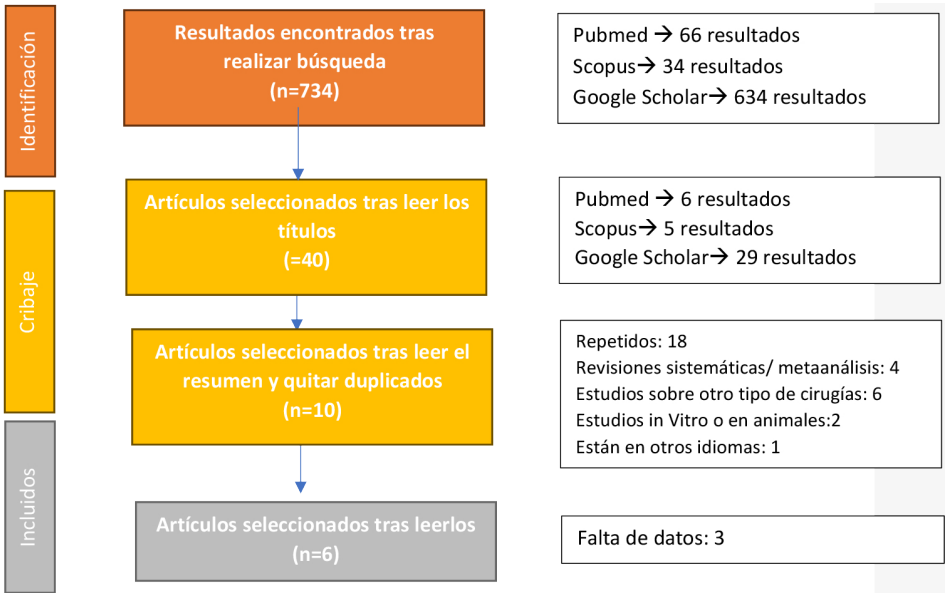 Identificación
Resultados encontrados tras
realizar búsqueda
(n=734)
Pubmed → 66 resultados
Scopus→ 34 resultados
Google Scholar→ 634 resultados
Cribaje
Artículos seleccionados tras leer los
títulos
(=40)
Pubmed → 6 resultados
Scopus→ 5 resultados
Google Scholar→ 29 resultados
Artículos seleccionados tras leer el
resumen y quitar duplicados
(n=10)
Repetidos: 18
Revisiones sistemáticas/ metaanálisis: 4
Estudios sobre otro tipo de cirugías: 6
Estudios in Vitro o en animales:2
Están en otros idiomas: 1
Incluidos
Artículos seleccionados tras leerlos
(n=6)
Falta de datos: 3